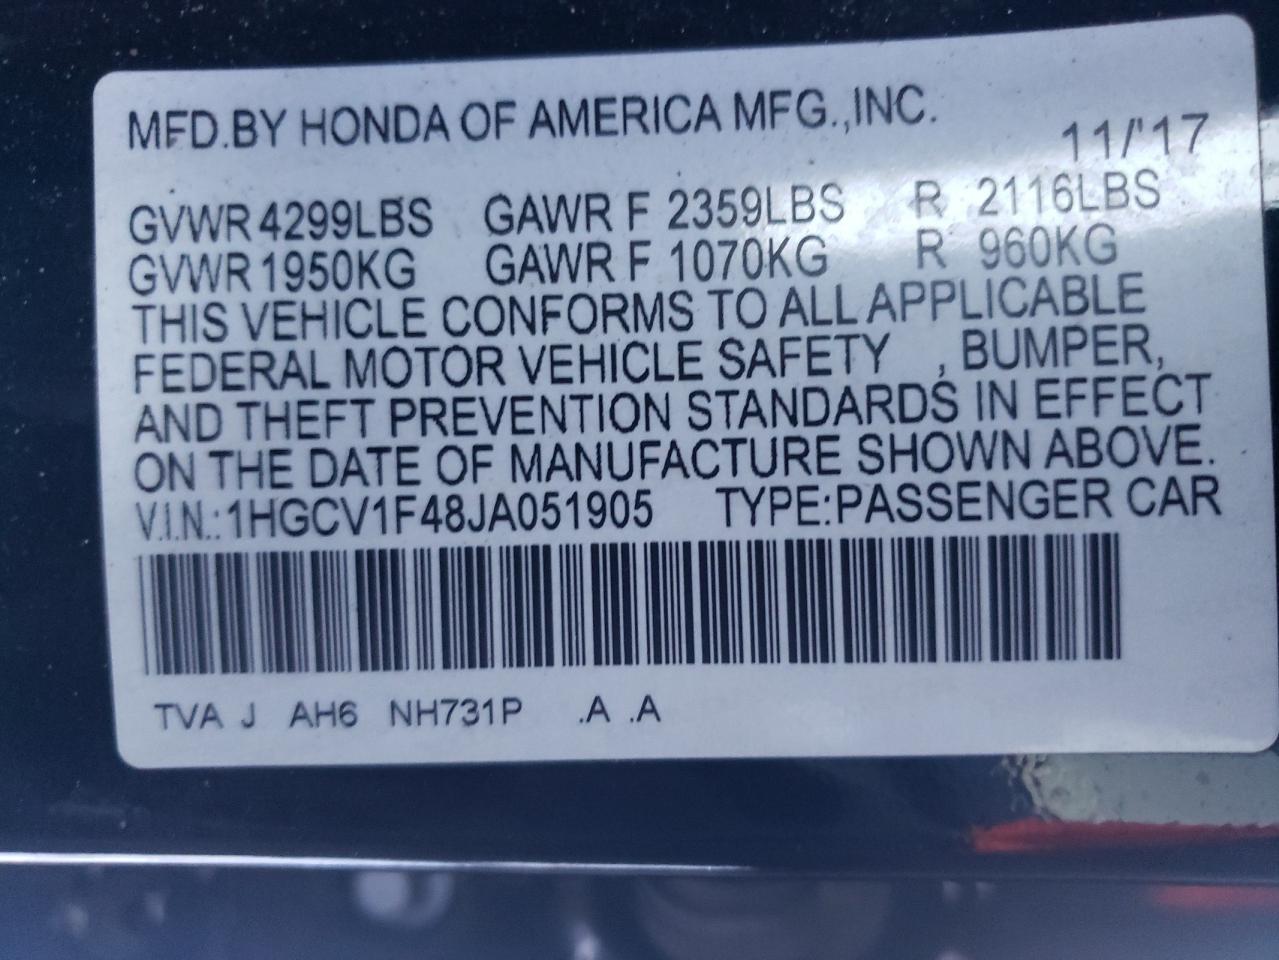 MFD.BY HONDA OF AMERICA MFG.,INC.
11/'17
GVWR 4299LBS GAWR F 2359LBS R 2116LBS
GVWR 1950KG GAWR F 1070KG R 960KG
THIS VEHICLE CONFORMS TO ALL APPLICABLE
FEDERAL MOTOR VEHICLE SAFETY , BUMPER,
AND THEFT PREVENTION STANDARDS IN EFFECT
ON THE DATE OF MANUFACTURE SHOWN ABOVE.
V.I.N.: 1HGCV1F48JA051905 TYPE:PASSENGER CAR
TVA J AH6 NH731P .A .A